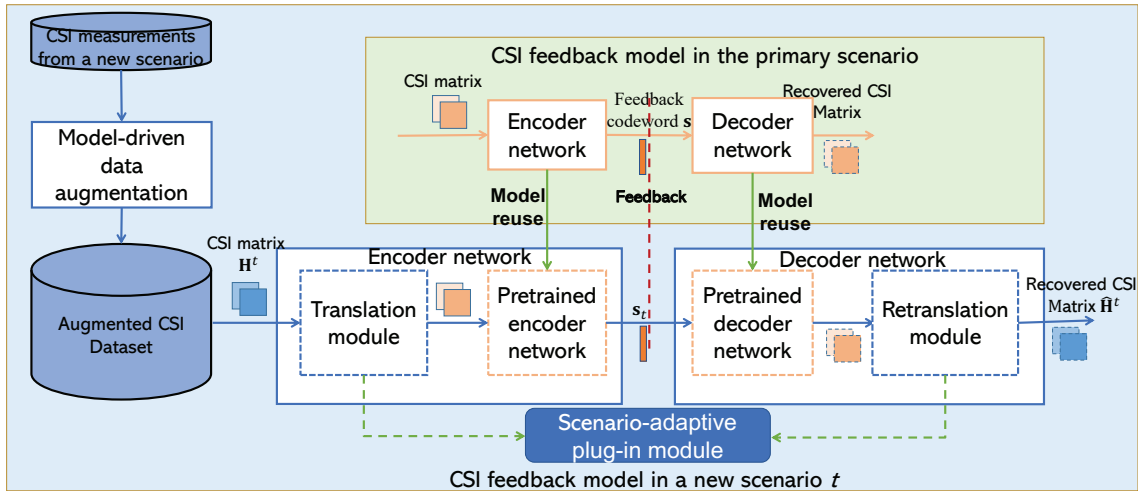 CSI measurements
from a new scenario
Model-driven
data
augmentation
Augmented CSI
Dataset
CSI feedback model in the primary scenario
CSI matrix
Encoder
network
Feedback
codeword s
Decoder
network
Recovered CSI
Matrix
Model
reuse
Feedback
Model
reuse
CSI matrix
𝐇ᵗ
Encoder network
Translation
module
Pretrained
encoder
network
𝐬ₜ
Decoder network
Pretrained
decoder
network
Retranslation
module
Recovered CSI
Matrix 𝐇̂ᵗ
Scenario-adaptive
plug-in module
CSI feedback model in a new scenario t